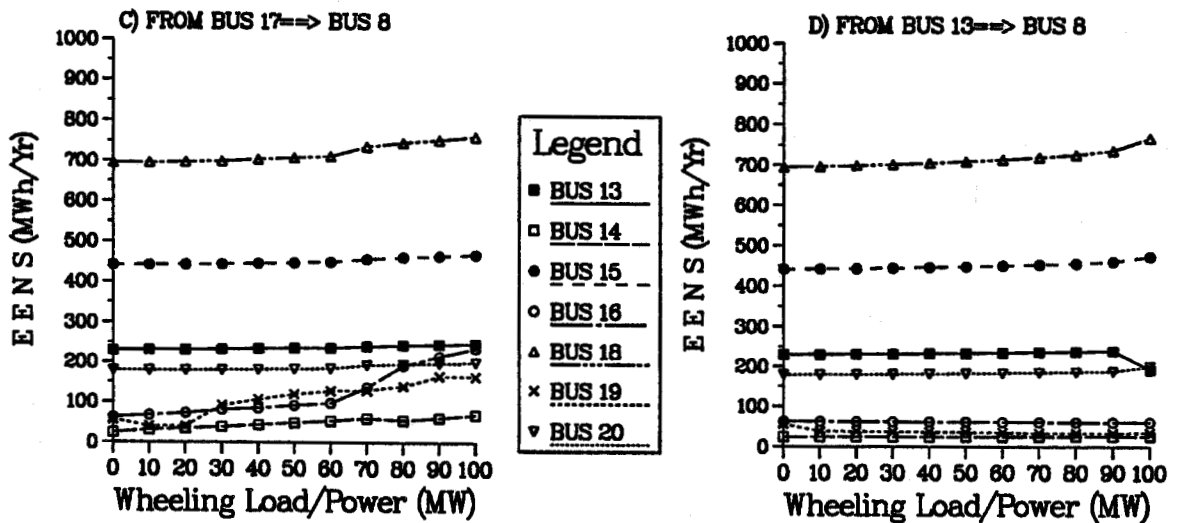 C) FROM BUS 17==> BUS 8
1000
900
800
700
600
500
400
300
200
100
0
E E N S (MWh/Yr)
0 10 20 30 40 50 60 70 80 90 100
Wheeling Load/Power (MW)
Legend
BUS 13
BUS 14
BUS 15
BUS 16
BUS 18
BUS 19
BUS 20
D) FROM BUS 13==> BUS 8
1000
900
800
700
600
500
400
300
200
100
0
E E N S (MWh/Yr)
0 10 20 30 40 50 60 70 80 90 100
Wheeling Load/Power (MW)